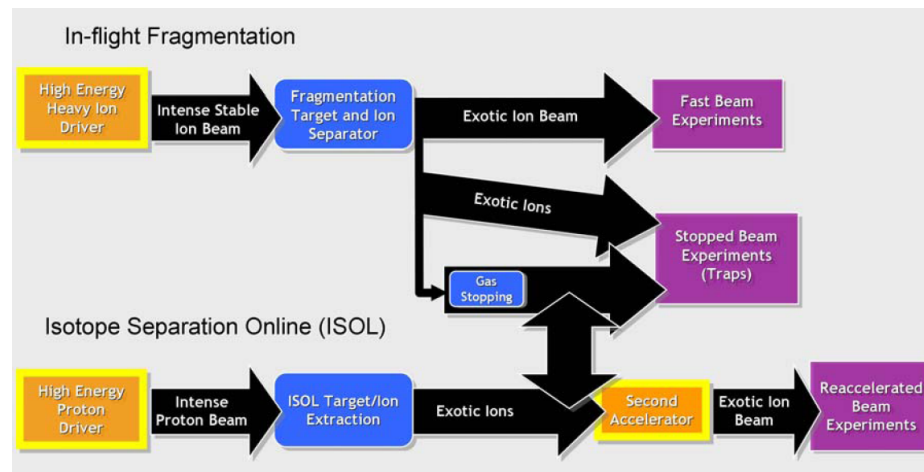 In-flight Fragmentation
High Energy
Heavy Ion
Driver
Intense Stable
Ion Beam
Fragmentation
Target and Ion
Separator
Exotic Ion Beam
Fast Beam
Experiments
Exotic Ions
Stopped Beam
Experiments
(Traps)
Gas
Stopping
Isotope Separation Online (ISOL)
High Energy
Proton
Driver
Intense
Proton Beam
ISOL Target/Ion
Extraction
Exotic Ions
Second
Accelerator
Exotic Ion
Beam
Reaccelerated
Beam
Experiments